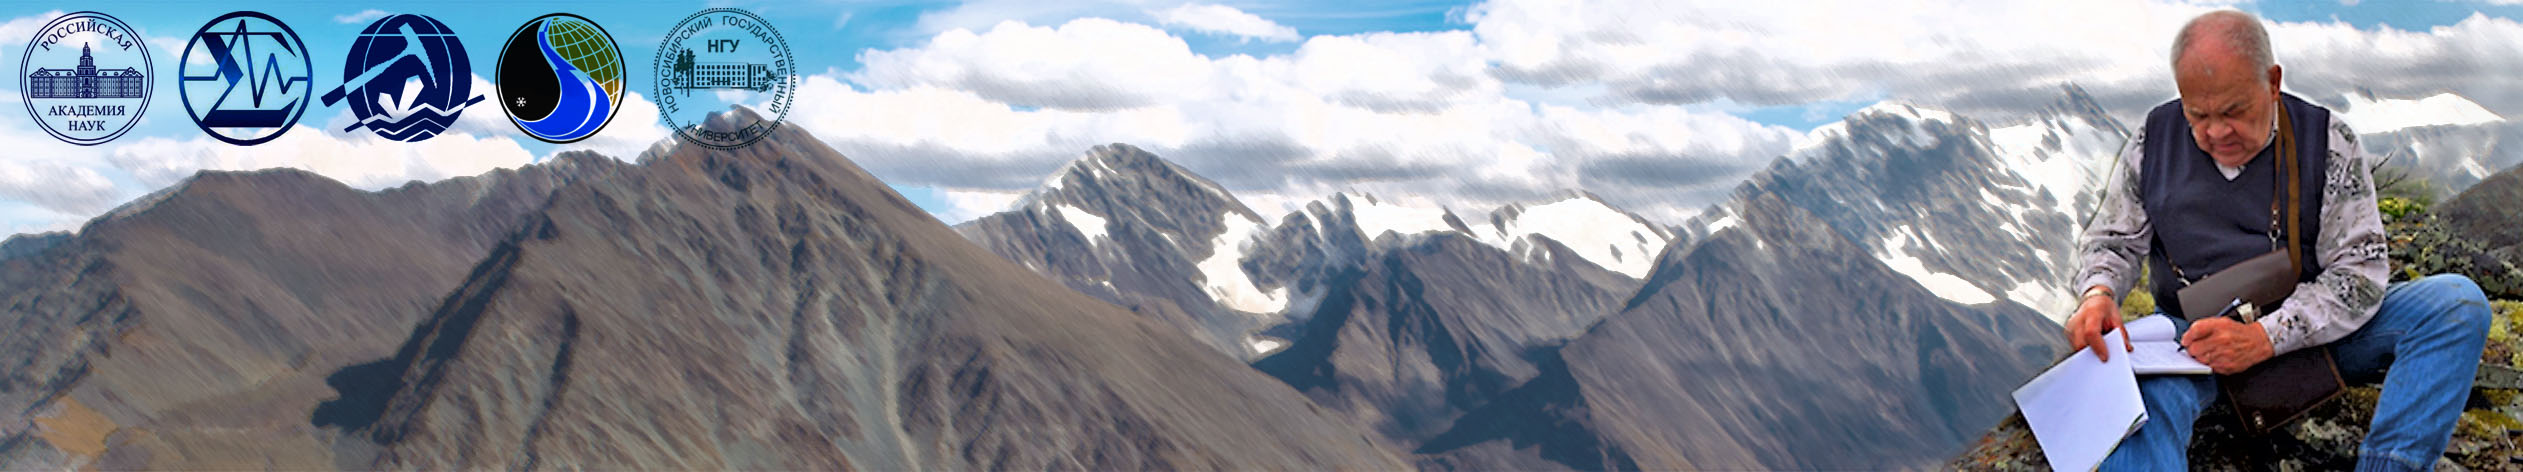 РОССИЙСКАЯ
АКАДЕМИЯ
НАУК
НОВОСИБИРСКИЙ ГОСУДАРСТВЕННЫЙ
НГУ
УНИВЕРСИТЕТ